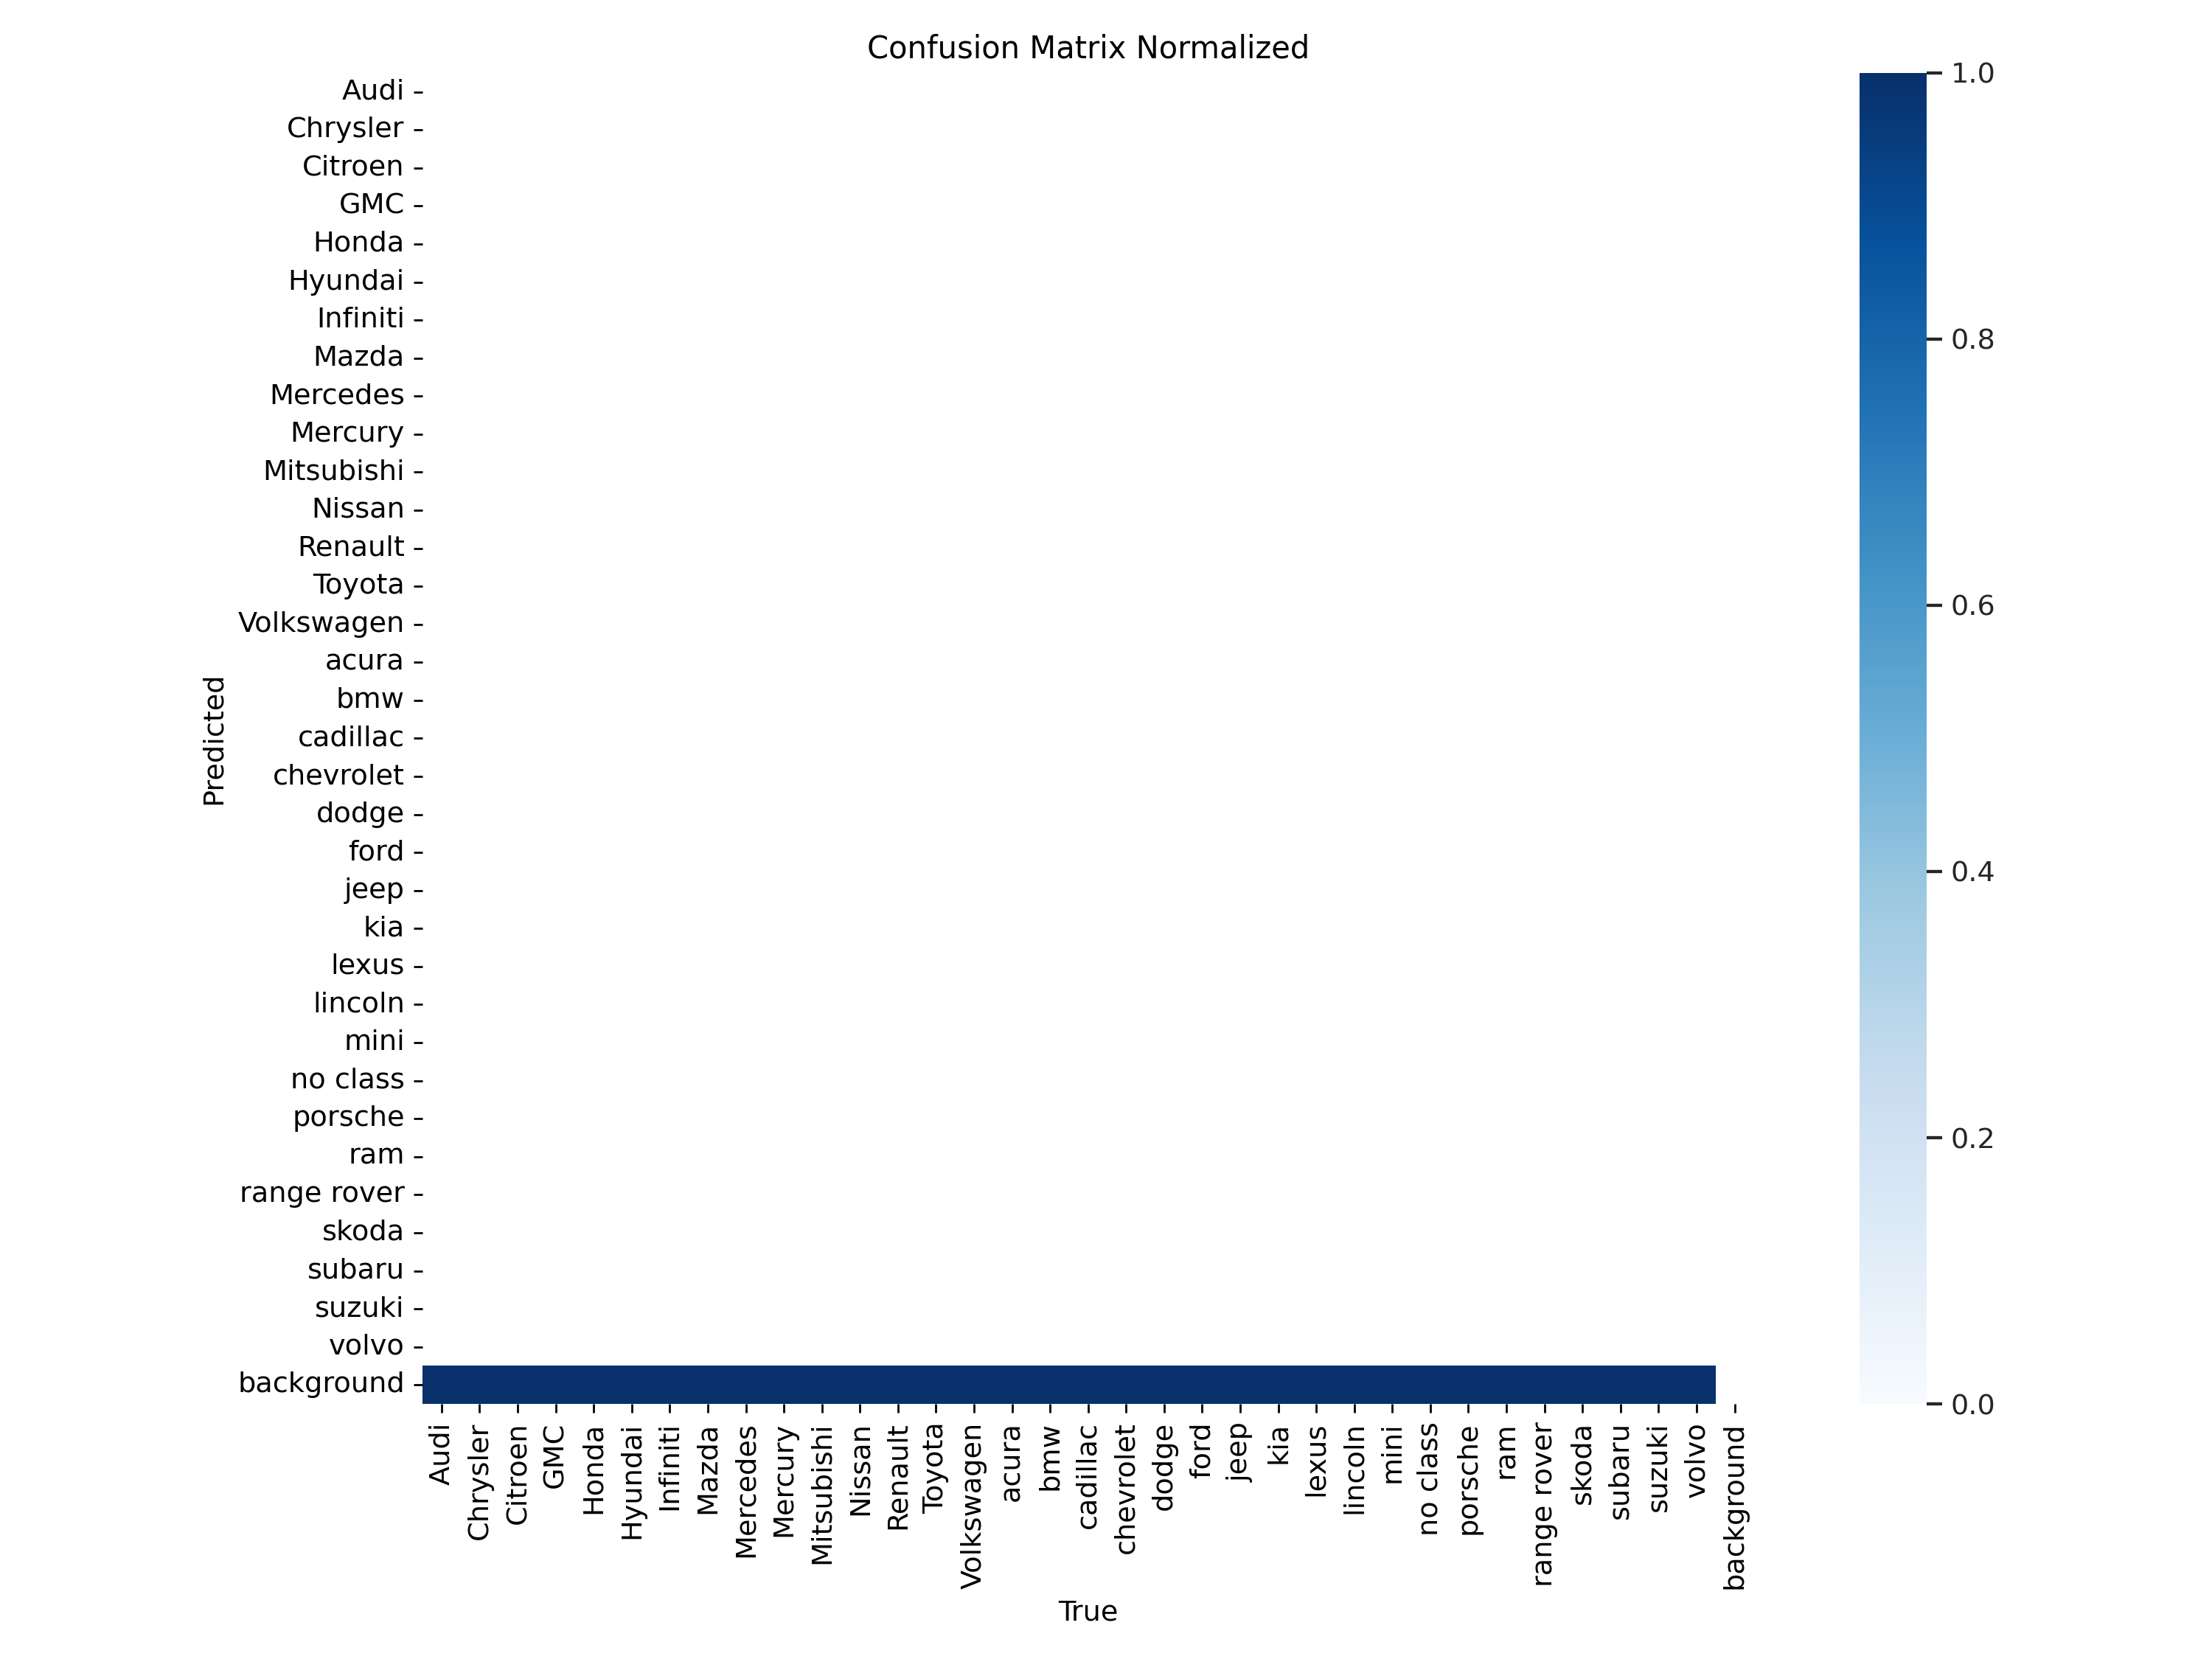 Confusion Matrix Normalized
Audi
Chrysler
Citroen
GMC
Honda
Hyundai
Infiniti
Mazda
Mercedes
Mercury
Mitsubishi
Nissan
Renault
Toyota
Volkswagen
acura
bmw
cadillac
chevrolet
dodge
ford
jeep
kia
lexus
lincoln
mini
no class
porsche
ram
range rover
skoda
subaru
suzuki
volvo
background
Predicted
Audi
Chrysler
Citroen
GMC
Honda
Hyundai
Infiniti
Mazda
Mercedes
Mercury
Mitsubishi
Nissan
Renault
Toyota
Volkswagen
acura
bmw
cadillac
chevrolet
dodge
ford
jeep
kia
lexus
lincoln
mini
no class
porsche
ram
range rover
skoda
subaru
suzuki
volvo
background
True
1.0
0.8
0.6
0.4
0.2
0.0